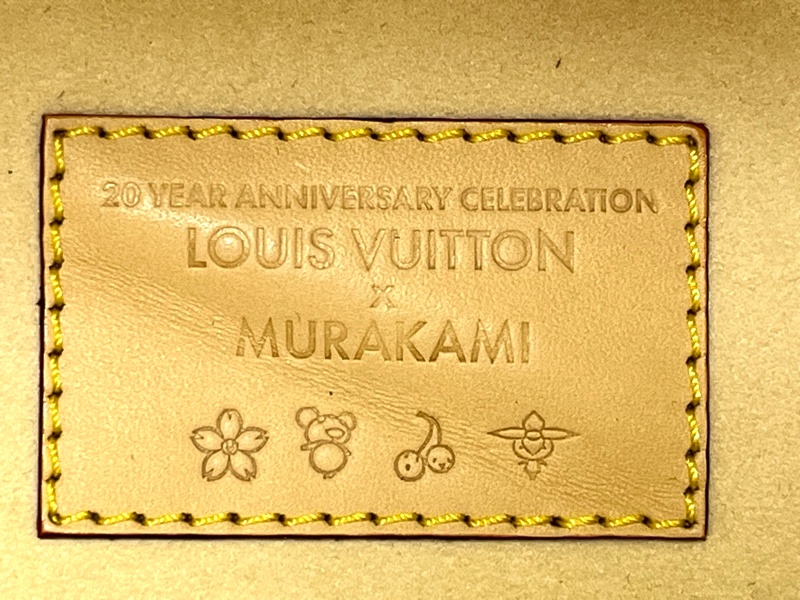 20 YEAR ANNIVERSARY CELEBRATION
LOUIS VUITTON
x
MURAKAMI